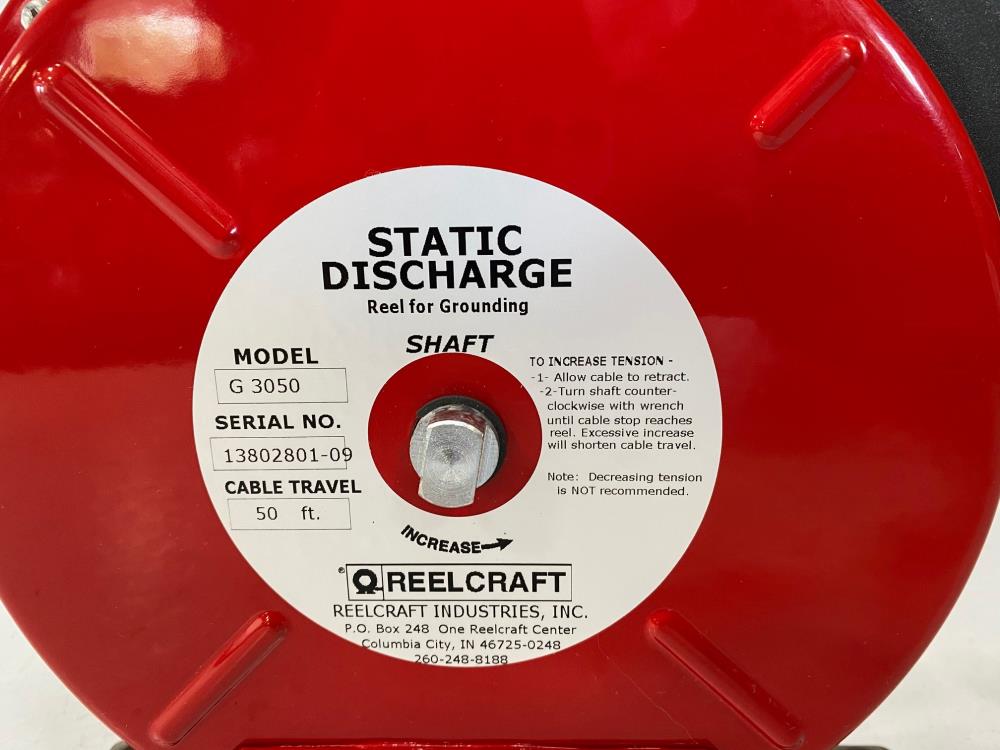 STATIC
DISCHARGE
Reel for Grounding
SHAFT
MODEL
G 3050
SERIAL NO.
13802801-09
CABLE TRAVEL
50 ft.
TO INCREASE TENSION -
-1- Allow cable to retract.
-2-Turn shaft counter-
clockwise with wrench
until cable stop reaches
reel. Excessive increase
will shorten cable travel.
Note: Decreasing tension
is NOT recommended.
INCREASE
® REELCRAFT
REELCRAFT INDUSTRIES, INC.
P.O. Box 248 One Reelcraft Center
Columbia City, IN 46725-0248
260-248-8188